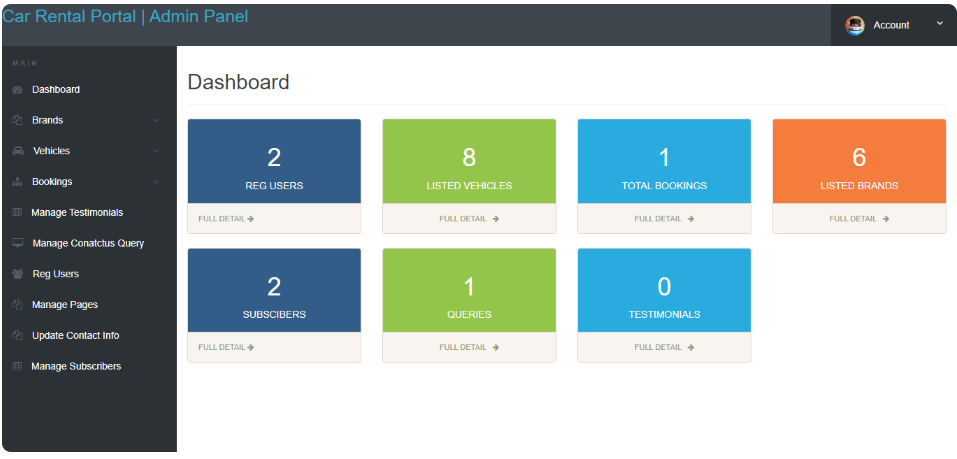 Car Rental Portal | Admin Panel
Account
MAIN
Dashboard
Brands
Vehicles
Bookings
Manage Testimonials
Manage Conatctus Query
Reg Users
Manage Pages
Update Contact Info
Manage Subscribers
Dashboard
2
REG USERS
FULL DETAIL
8
LISTED VEHICLES
FULL DETAIL
1
TOTAL BOOKINGS
FULL DETAIL
6
LISTED BRANDS
FULL DETAIL
2
SUBSCIBERS
FULL DETAIL
1
QUERIES
FULL DETAIL
0
TESTIMONIALS
FULL DETAIL